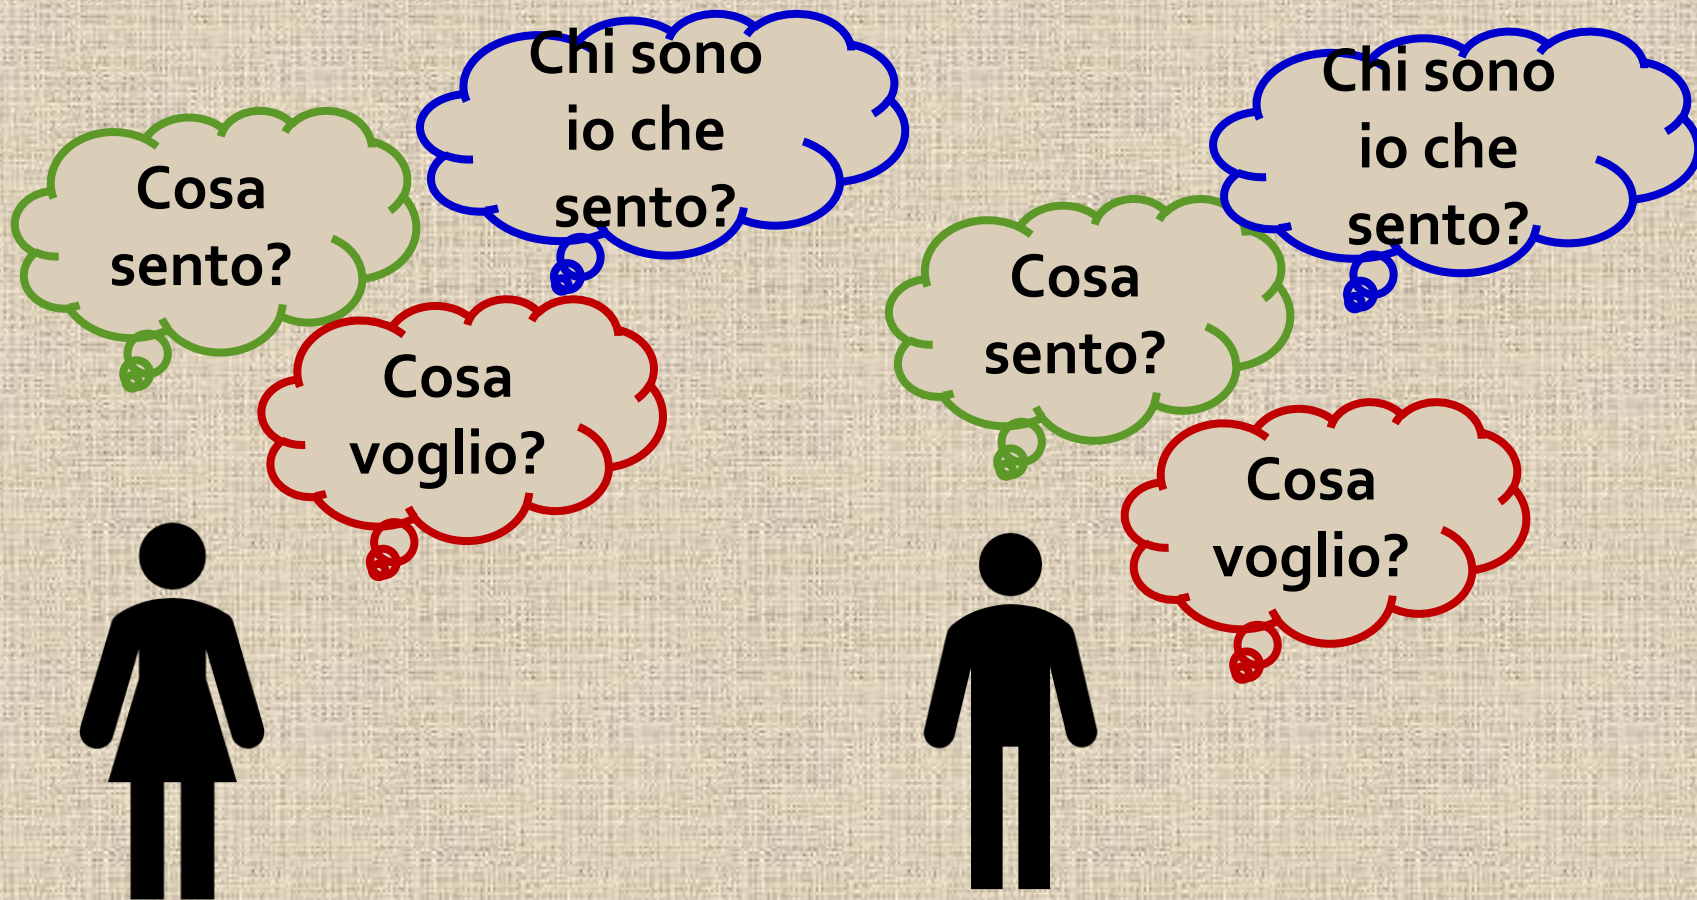 Chi sono
io che
sento?
Cosa
sento?
Cosa
voglio?
Chi sono
io che
sento?
Cosa
sento?
Cosa
voglio?